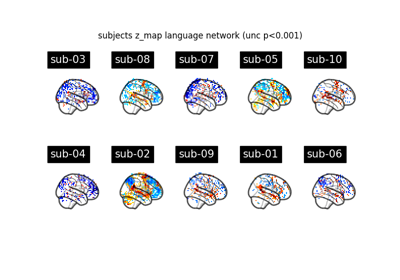 subjects z_map language network (unc p<0.001)
sub-03 sub-08 sub-07 sub-05 sub-10
sub-04 sub-02 sub-09 sub-01 sub-06